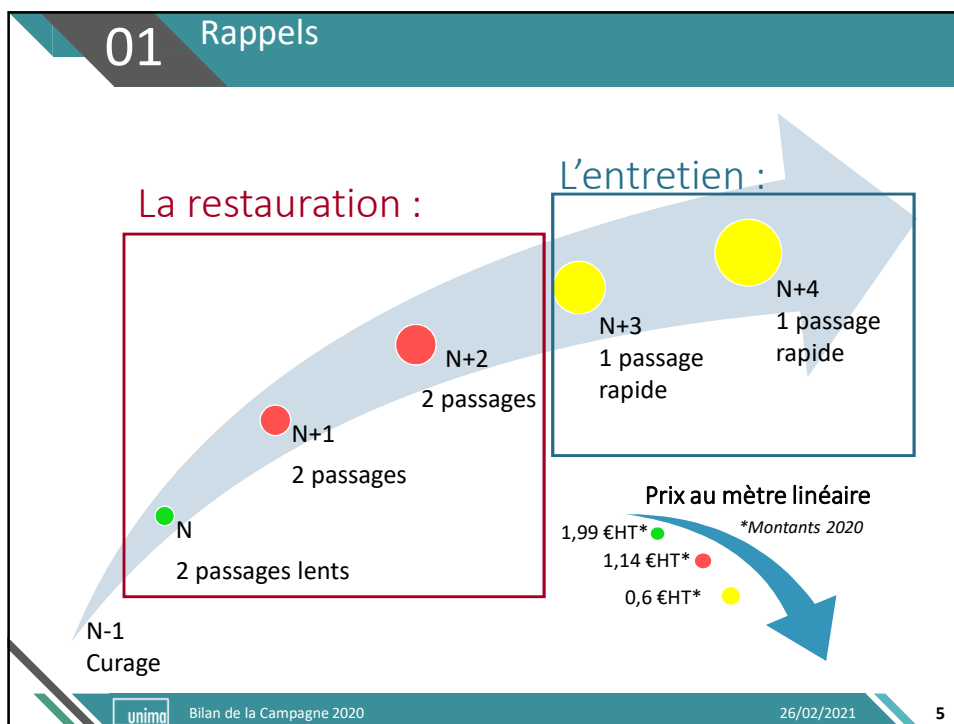 01
Rappels
La restauration :
L'entretien :
N+4
1 passage
rapide
N+3
1 passage
rapide
N+2
2 passages
N+1
2 passages
N
2 passages lents
N-1
Curage
Prix au mètre linéaire
*Montants 2020
1,99 €HT*
1,14 €HT*
0,6 €HT*
unima
Bilan de la Campagne 2020
26/02/2021
5